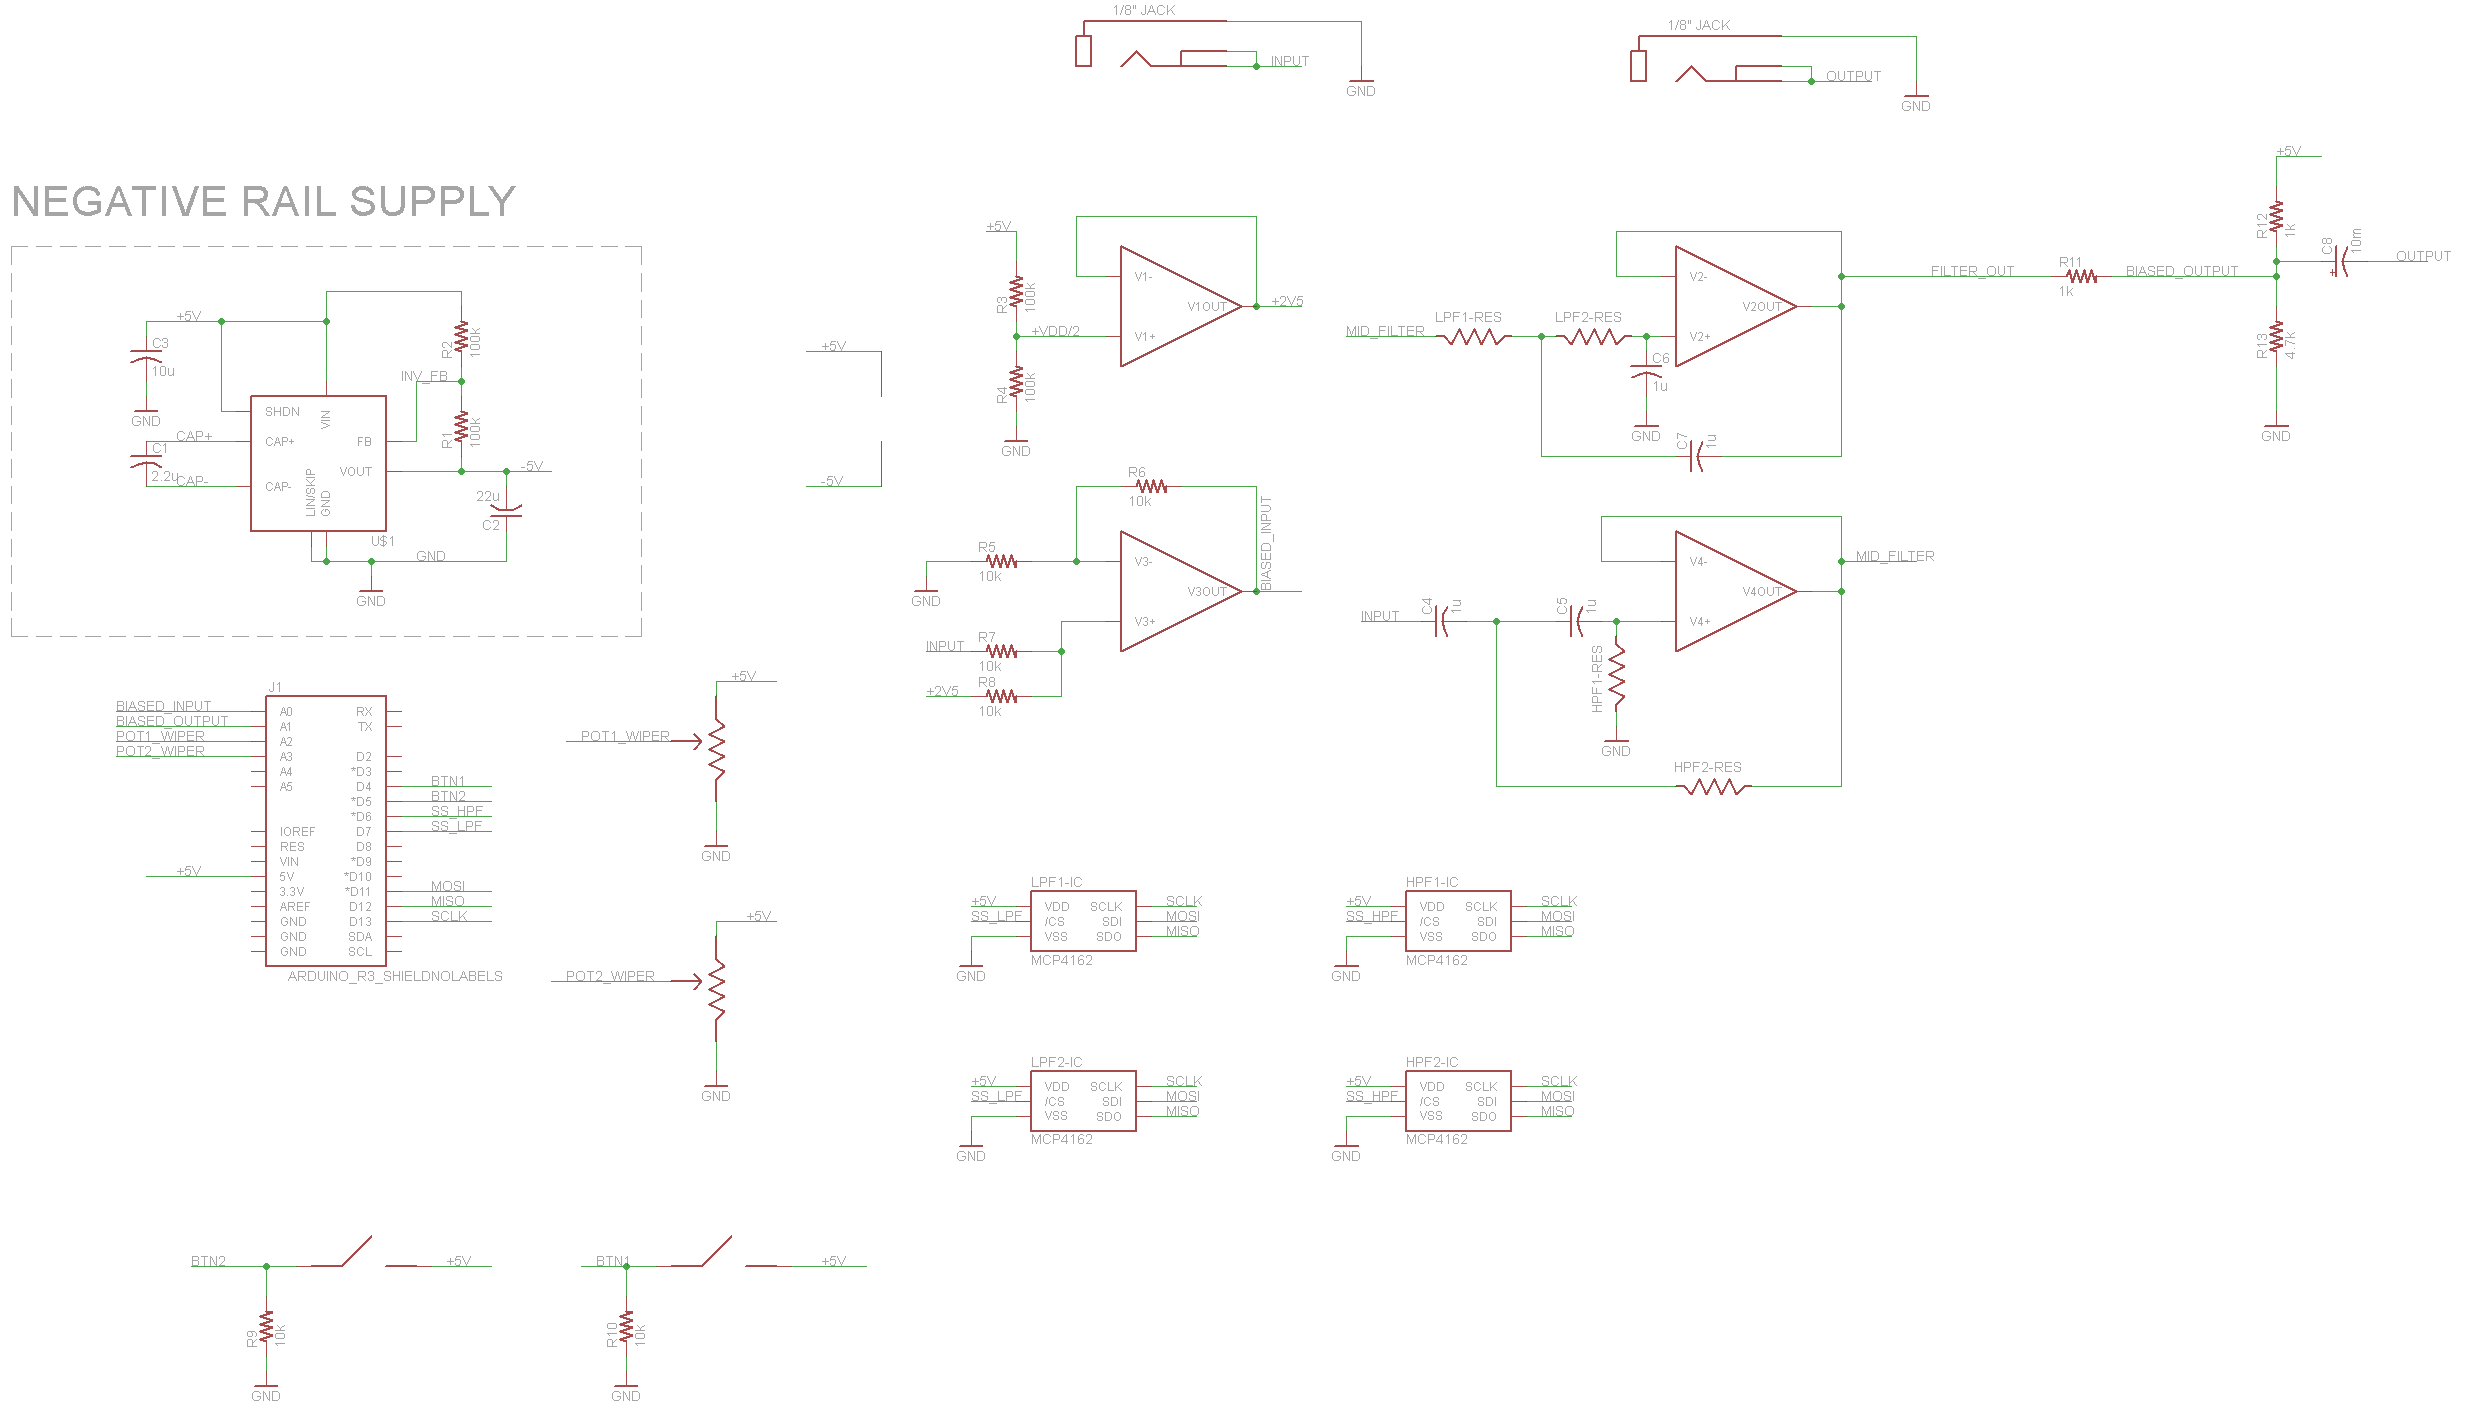 1/8" JACK
INPUT
GND
1/8" JACK
OUTPUT
GND
NEGATIVE RAIL SUPPLY
+5V
C3
10u
GND
CAP+
C1
2.2u
CAP-
SHDN
CAP+
CAP-
VIN
FB
VOUT
LIN/SKIP
GND
U$1
INV_FB
R2
100k
R1
100k
-5V
22u
C2
GND
GND
+5V
-5V
+5V
R3
100k
+VDD/2
R4
100k
GND
V1-
V1OUT
V1+
+2V5
MID_FILTER
LPF1-RES
LPF2-RES
C6
1u
GND
C7
1u
V2-
V2OUT
V2+
FILTER_OUT
R11
1k
BIASED_OUTPUT
+5V
R12
1k
C8
10m
+
OUTPUT
R13
4.7k
GND
R6
10k
R5
10k
GND
V3-
V3OUT
V3+
BIASED_INPUT
INPUT
R7
10k
+2V5
R8
10k
INPUT
C4
1u
C5
1u
V4-
V4OUT
V4+
MID_FILTER
HPF1-RES
GND
HPF2-RES
J1
BIASED_INPUT
BIASED_OUTPUT
POT1_WIPER
POT2_WIPER
+5V
A0
A1
A2
A3
A4
A5
IOREF
RES
VIN
5V
3.3V
AREF
GND
GND
GND
RX
TX
D2
*D3
D4
*D5
*D6
D7
D8
*D9
*D10
*D11
D12
D13
SDA
SCL
BTN1
BTN2
SS_HPF
SS_LPF
MOSI
MISO
SCLK
ARDUINO_R3_SHIELDNOLABELS
+5V
POT1_WIPER
GND
+5V
POT2_WIPER
GND
LPF1-IC
+5V
SS_LPF
GND
VDD
/CS
VSS
SCLK
SDI
SDO
SCLK
MOSI
MISO
MCP4162
HPF1-IC
+5V
SS_HPF
GND
VDD
/CS
VSS
SCLK
SDI
SDO
SCLK
MOSI
MISO
MCP4162
LPF2-IC
+5V
SS_LPF
GND
VDD
/CS
VSS
SCLK
SDI
SDO
SCLK
MOSI
MISO
MCP4162
HPF2-IC
+5V
SS_HPF
GND
VDD
/CS
VSS
SCLK
SDI
SDO
SCLK
MOSI
MISO
MCP4162
BTN2
+5V
R9
10k
GND
BTN1
+5V
R10
10k
GND